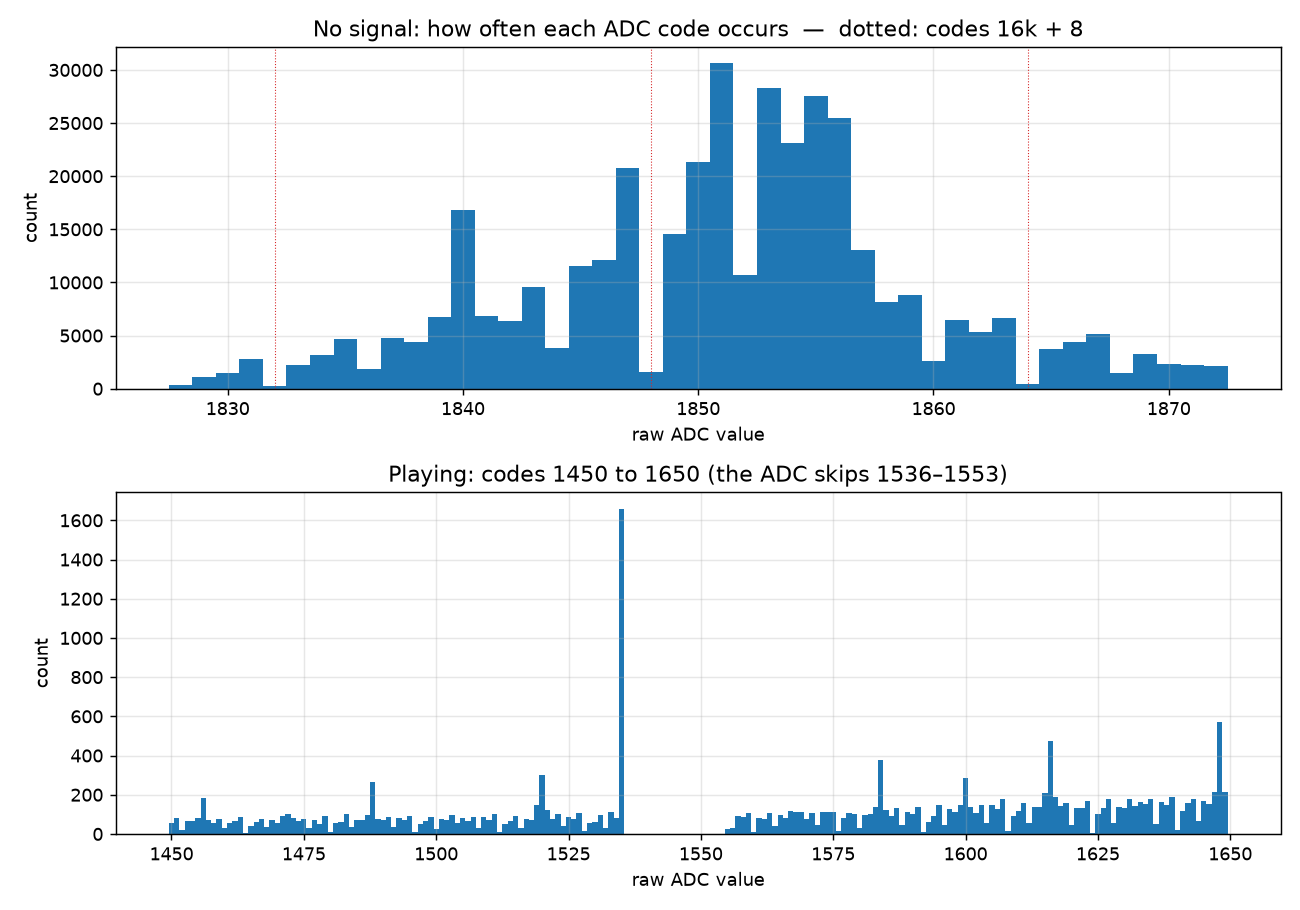 No signal: how often each ADC code occurs — dotted: codes 16k + 8
30000
25000
20000
15000
10000
5000
0
count
1830 1840 1850 1860 1870
raw ADC value
Playing: codes 1450 to 1650 (the ADC skips 1536–1553)
1600
1400
1200
1000
800
600
400
200
0
count
1450 1475 1500 1525 1550 1575 1600 1625 1650
raw ADC value